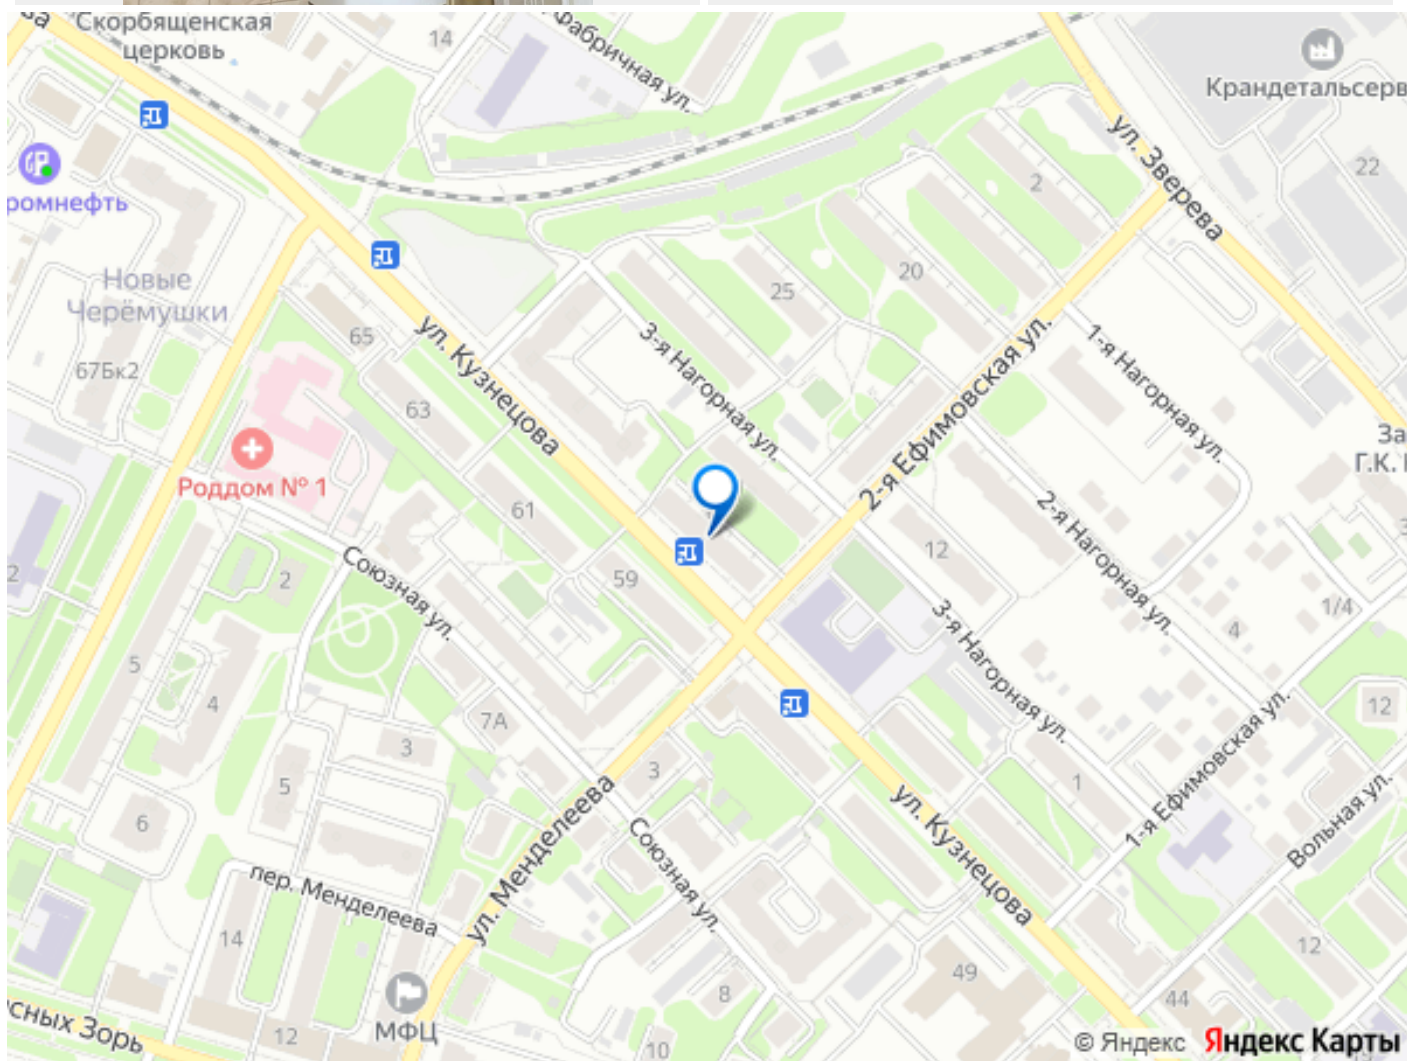 ва
Скорбященская
церковь
14
Фабричная ул.
Крандетальсерв
ул. Зверева
22
2
ромнефть
Новые
Черёмушки
20
25
65
67Бк2
ул. Кузнецова
3-я Нагорная ул.
2-я Ефимовская ул.
1-я Нагорная ул.
63
За
Г.К.
Роддом № 1
61
2-я Нагорная ул.
12
Союзная ул.
2
2
59
3-я Нагорная ул.
1/4
4
5
4
1-я Ефимовская ул.
12
7А
3
5
3
1
6
ул. Менделеева
ул. Кузнецова
Вольная ул.
Союзная ул.
пер. Менделеева
14
12
49
8
44
МФЦ
сных Зорь
12
10
© Яндекс Яндекс Карты